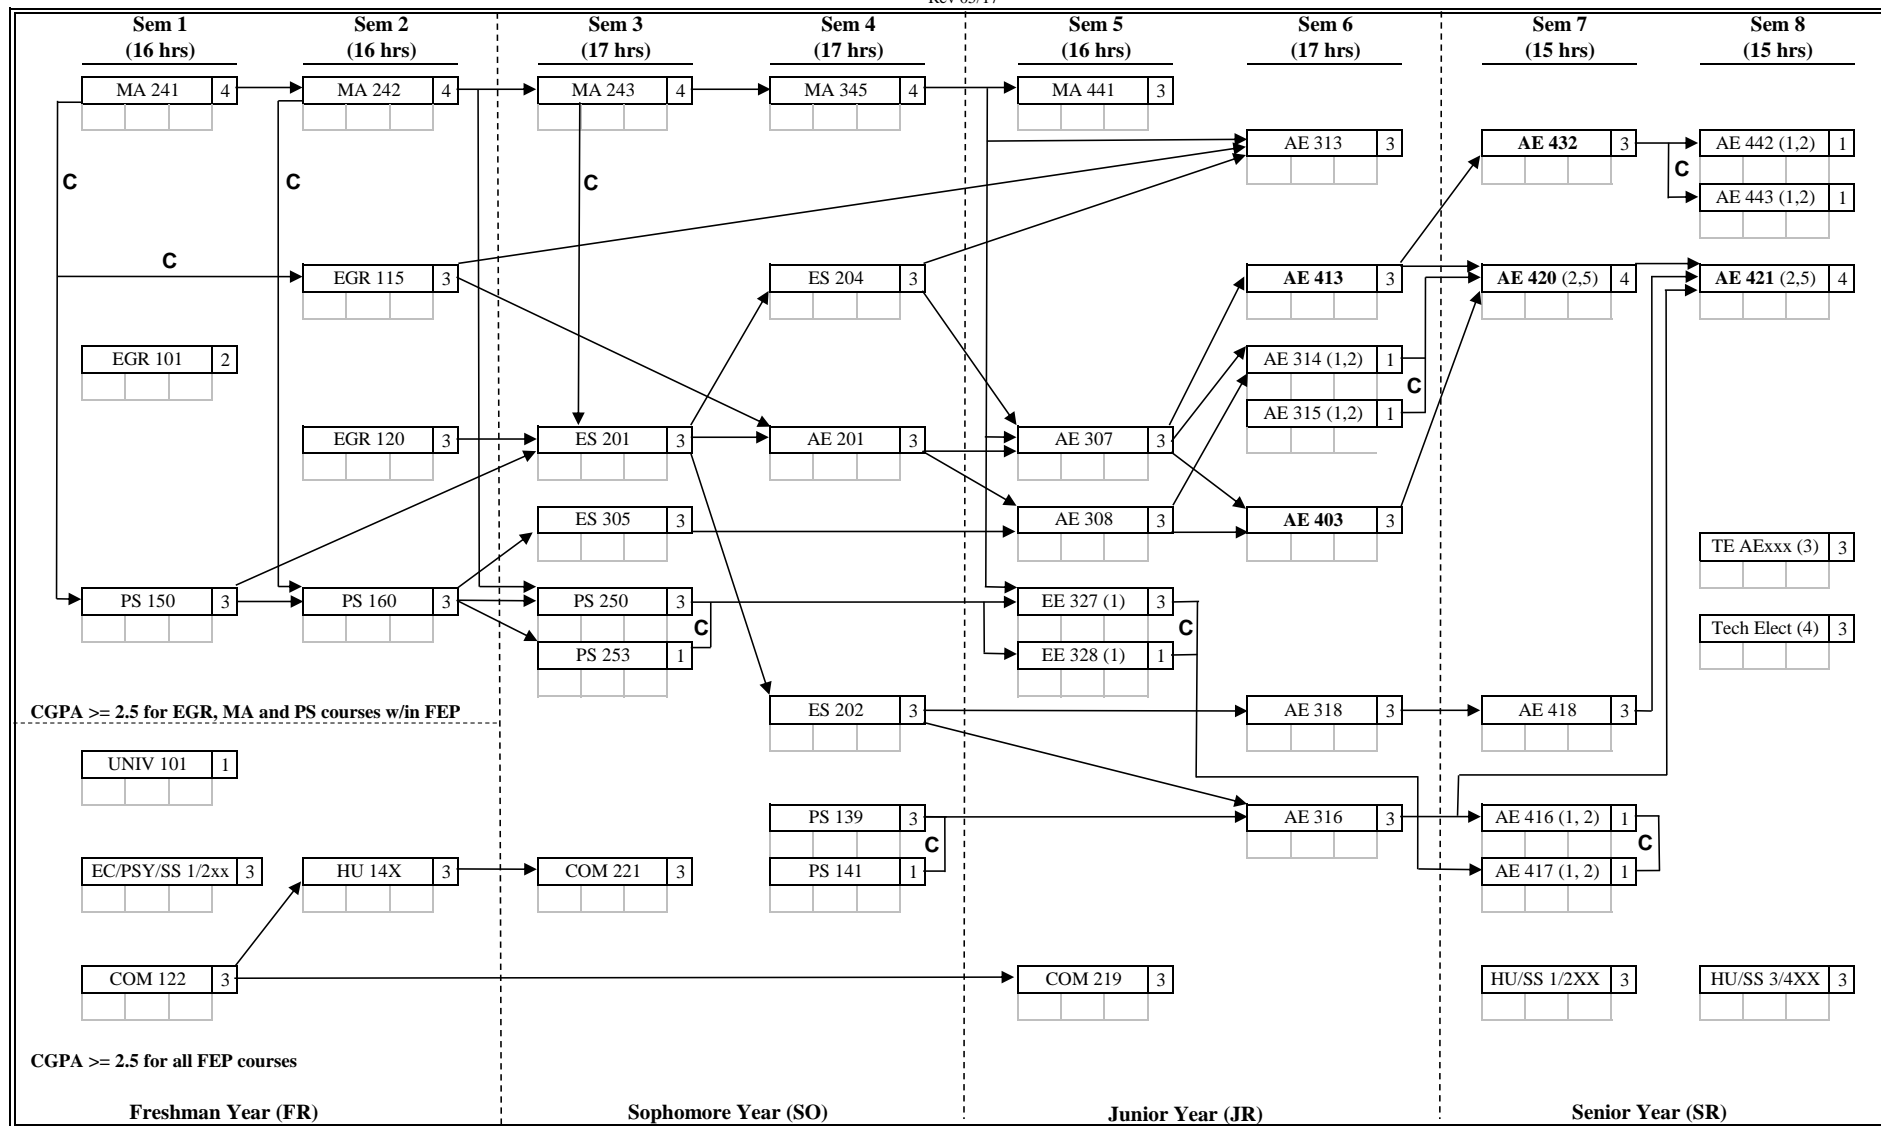 Rev 05/17
Sem 1 Sem 2 Sem 3 Sem 4 Sem 5 Sem 6 Sem 7 Sem 8
(16 hrs) (16 hrs) (17 hrs) (17 hrs) (16 hrs) (17 hrs) (15 hrs) (15 hrs)
MA 241 4 MA 242 4 MA 243 4 MA 345 4 MA 441 3
AE 313 3 AE 432 3 AE 442 (1,2) 1
C C C C
AE 443 (1,2) 1
C
EGR 115 3 ES 204 3 AE 413 3 AE 420 (2,5) 4 AE 421 (2,5) 4
EGR 101 2 AE 314 (1,2) 1
C
AE 315 (1,2) 1
EGR 120 3 ES 201 3 AE 201 3 AE 307 3
ES 305 3 AE 308 3 AE 403 3
TE AExxx (3) 3
PS 150 3 PS 160 3 PS 250 3 EE 327 (1) 3
C C Tech Elect (4) 3
PS 253 1 EE 328 (1) 1
CGPA >= 2.5 for EGR, MA and PS courses w/in FEP
ES 202 3 AE 318 3 AE 418 3
UNIV 101 1
PS 139 3 AE 316 3 AE 416 (1, 2) 1
C C
EC/PSY/SS 1/2xx 3 HU 14X 3 COM 221 3 PS 141 1 AE 417 (1, 2) 1
COM 122 3 COM 219 3 HU/SS 1/2XX 3 HU/SS 3/4XX 3
CGPA >= 2.5 for all FEP courses
Freshman Year (FR) Sophomore Year (SO) Junior Year (JR) Senior Year (SR)